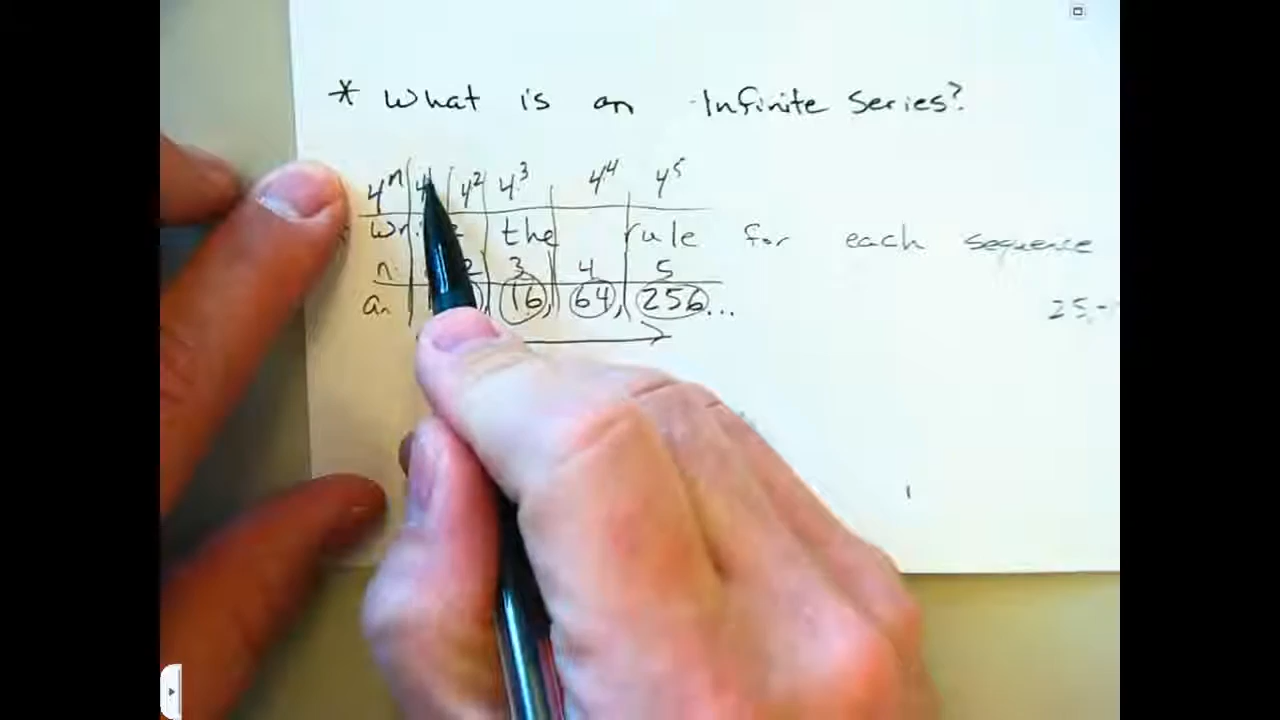 * What is an Infinite Series?
4ⁿ 4² 4³ 4⁴ 4⁵
the rule for each sequence
n 2 3 4 5
aₙ 16, 64, 256...